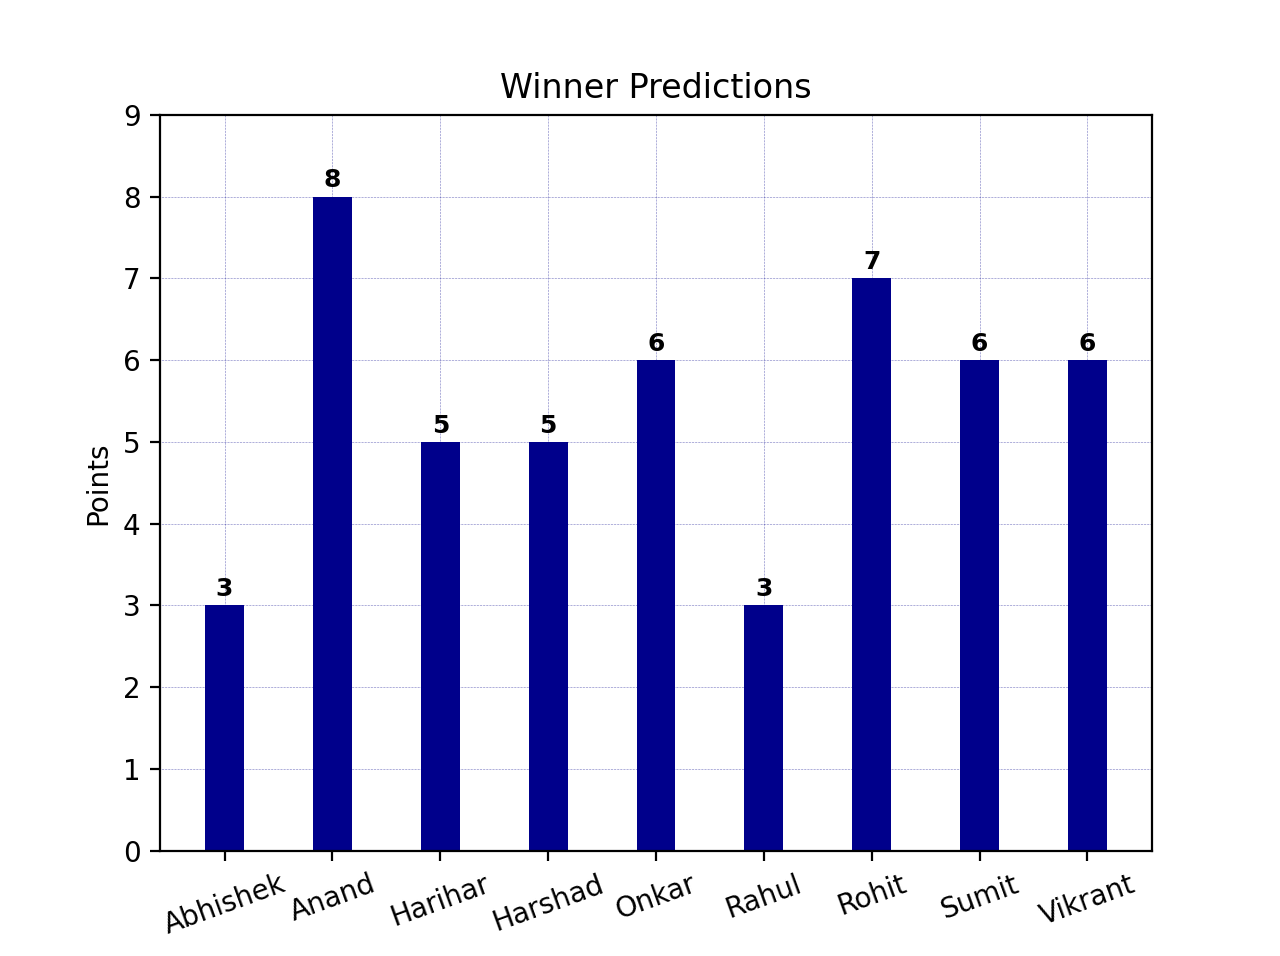 Winner Predictions
9
8
7
6
5
4
3
2
1
0
Points
3
8
5
5
6
3
7
6
6
Abhishek
Anand
Harihar
Harshad
Onkar
Rahul
Rohit
Sumit
Vikrant